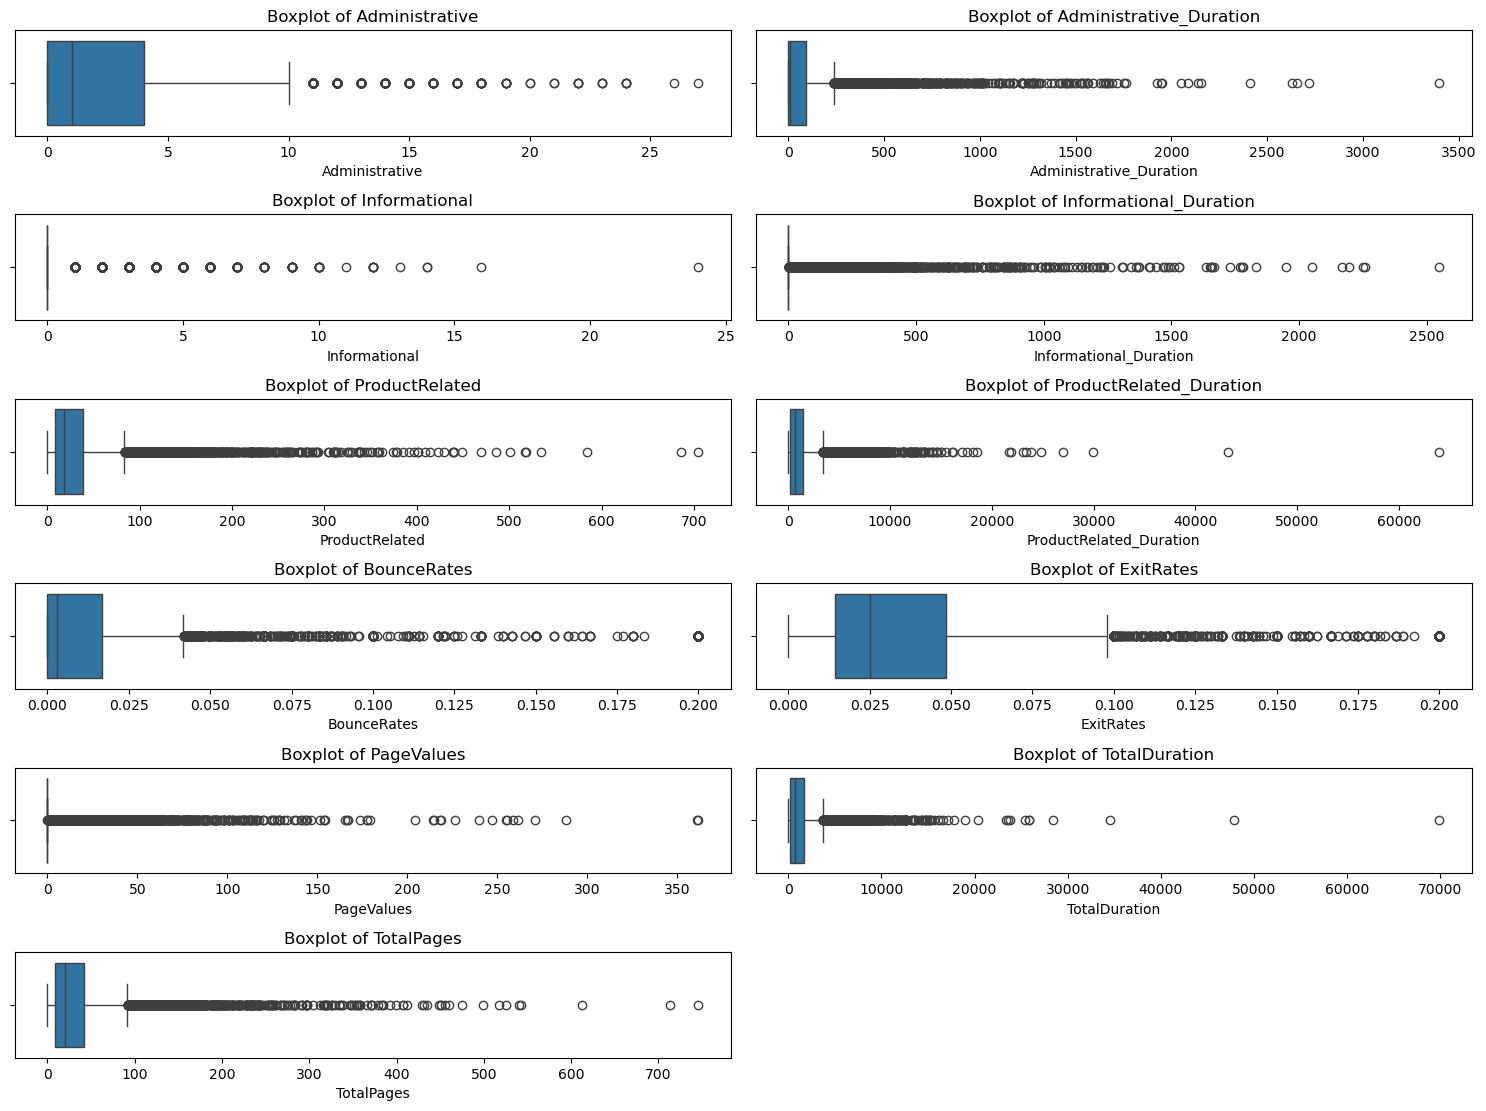 Boxplot of Administrative
0 5 10 15 20 25
Administrative
Boxplot of Administrative_Duration
0 500 1000 1500 2000 2500 3000 3500
Administrative_Duration
Boxplot of Informational
0 5 10 15 20 25
Informational
Boxplot of Informational_Duration
0 500 1000 1500 2000 2500
Informational_Duration
Boxplot of ProductRelated
0 100 200 300 400 500 600 700
ProductRelated
Boxplot of ProductRelated_Duration
0 10000 20000 30000 40000 50000 60000
ProductRelated_Duration
Boxplot of BounceRates
0.000 0.025 0.050 0.075 0.100 0.125 0.150 0.175 0.200
BounceRates
Boxplot of ExitRates
0.000 0.025 0.050 0.075 0.100 0.125 0.150 0.175 0.200
ExitRates
Boxplot of PageValues
0 50 100 150 200 250 300 350
PageValues
Boxplot of TotalDuration
0 10000 20000 30000 40000 50000 60000 70000
TotalDuration
Boxplot of TotalPages
0 100 200 300 400 500 600 700
TotalPages